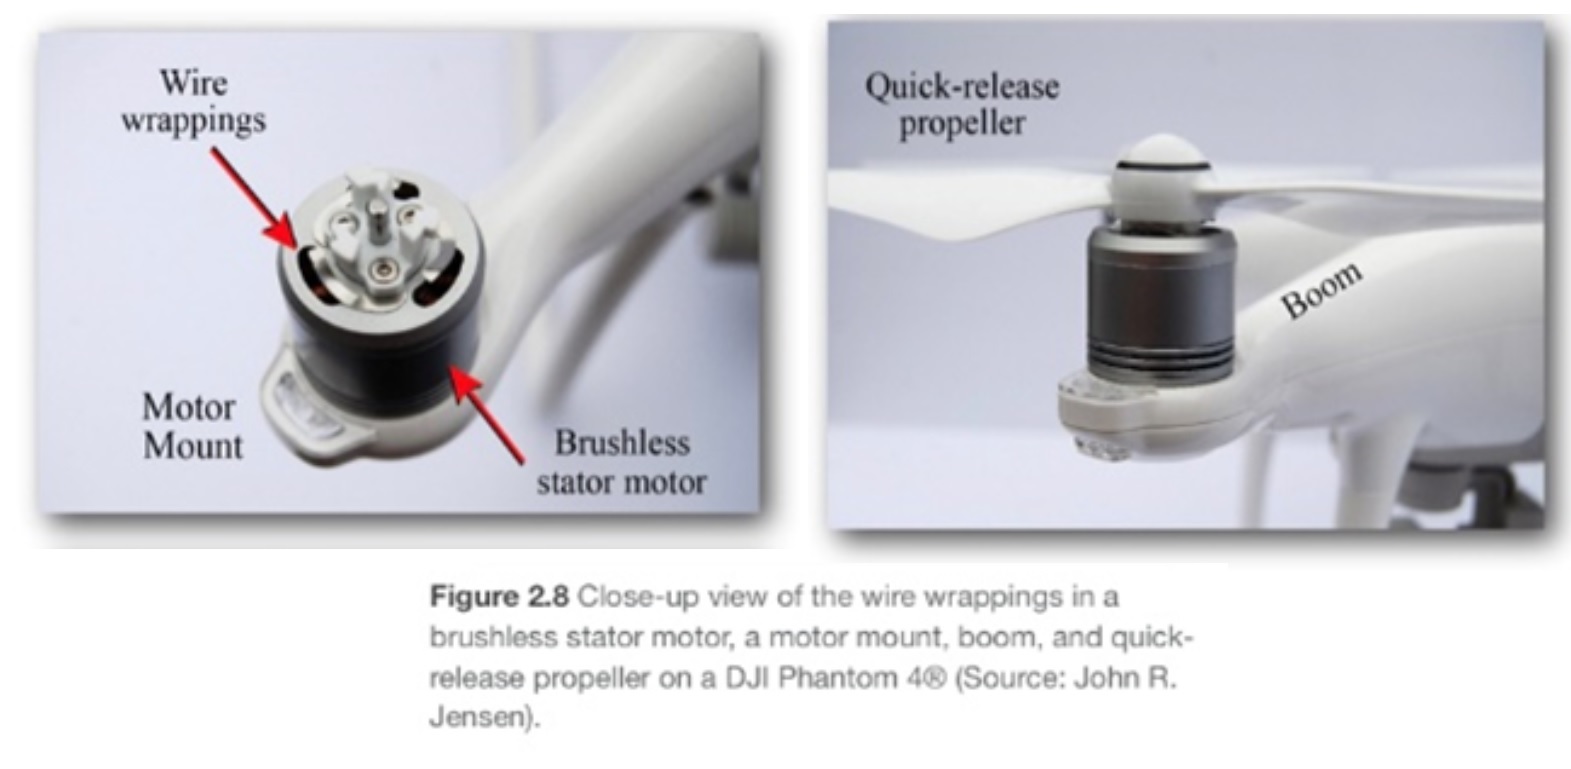 Wire
wrappings
Motor
Mount
Brushless
stator motor
Quick-release
propeller
Boom
Figure 2.8 Close-up view of the wire wrappings in a
brushless stator motor, a motor mount, boom, and quick-
release propeller on a DJI Phantom 4® (Source: John R.
Jensen).